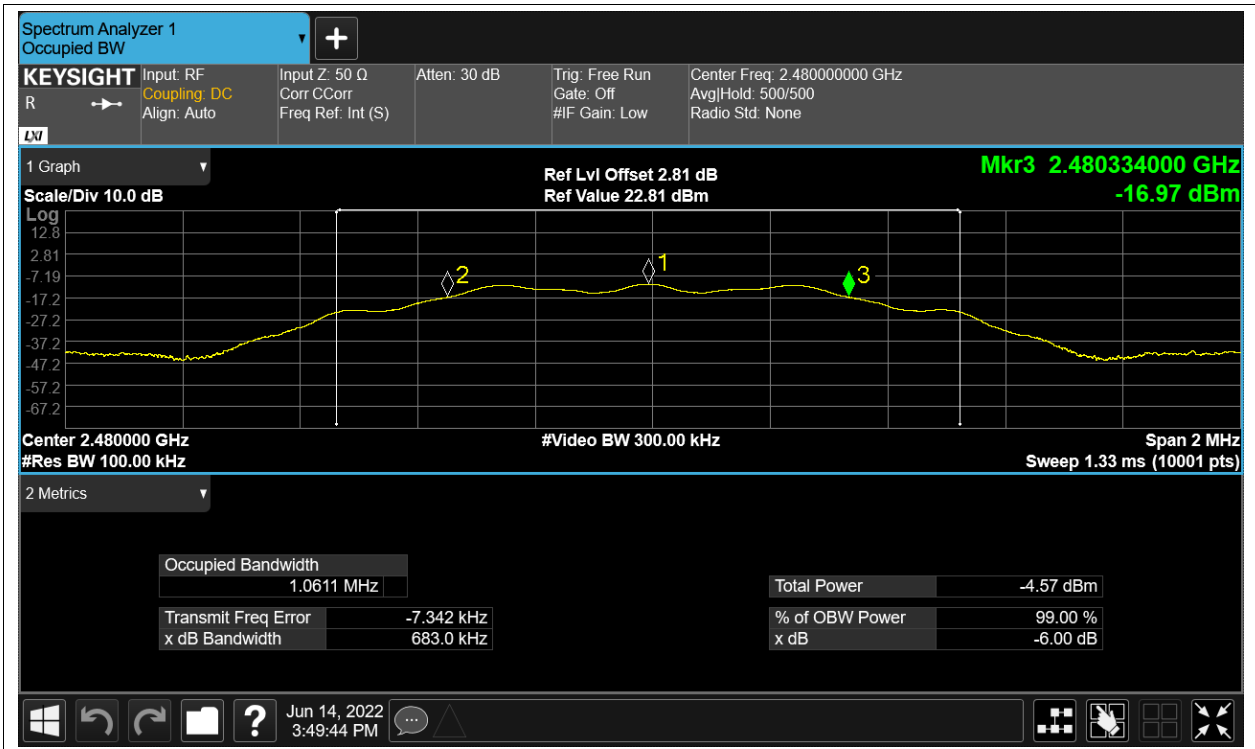 Spectrum Analyzer 1
Occupied BW
KEYSIGHT
R
LXI
Input: RF
Coupling: DC
Align: Auto
Input Z: 50 Ω
Corr CCorr
Freq Ref: Int (S)
Atten: 30 dB
Trig: Free Run
Gate: Off
#IF Gain: Low
Center Freq: 2.480000000 GHz
Avg|Hold: 500/500
Radio Std: None
1 Graph
Scale/Div 10.0 dB
Ref Lvl Offset 2.81 dB
Ref Value 22.81 dBm
Mkr3 2.480334000 GHz
-16.97 dBm
Log
12.8
2.81
-7.19
-17.2
-27.2
-37.2
-47.2
-57.2
-67.2
2
1
3
Center 2.480000 GHz
#Res BW 100.00 kHz
#Video BW 300.00 kHz
Span 2 MHz
Sweep 1.33 ms (10001 pts)
2 Metrics
Occupied Bandwidth
1.0611 MHz
Transmit Freq Error -7.342 kHz
x dB Bandwidth 683.0 kHz
Total Power -4.57 dBm
% of OBW Power 99.00 %
x dB -6.00 dB
?
Jun 14, 2022
3:49:44 PM